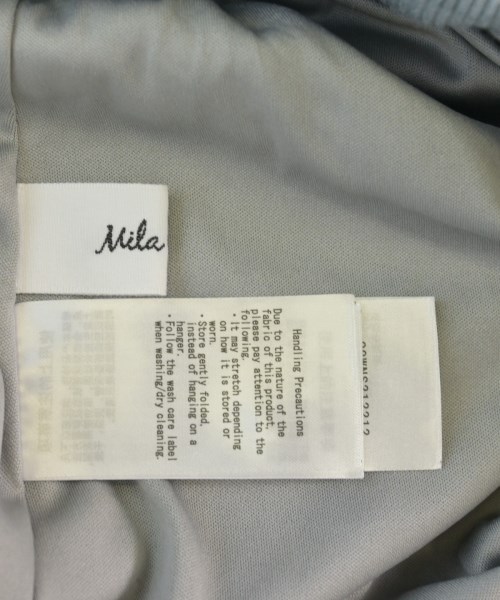 Mila
Handling Precautions
Due to the nature of the
fabric of this product,
please pay attention to the
following.
・It may stretch depending
on how it is stored or
worn.
・Store gently folded,
instead of hanging on a
hanger.
・Follow the wash care label
when washing/dry cleaning.